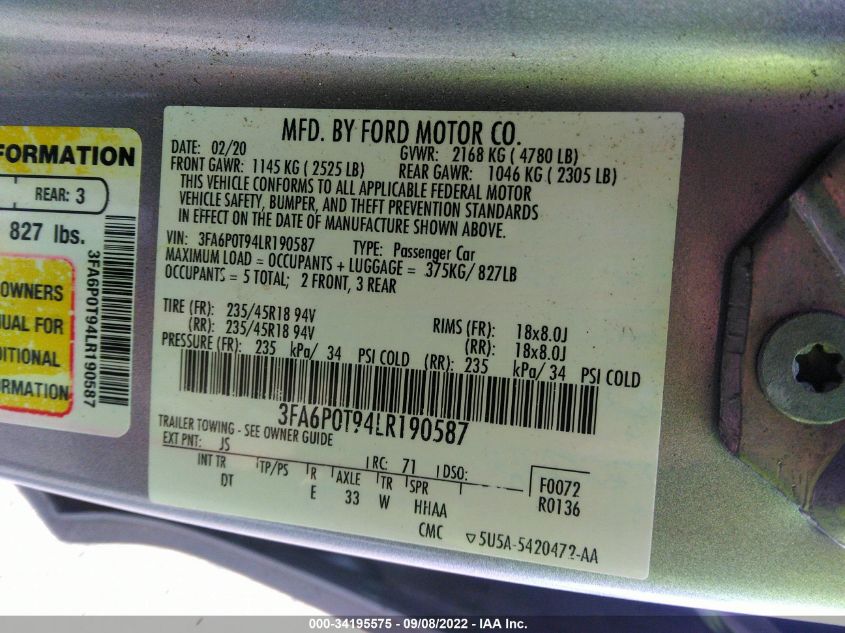 FORMATION
REAR: 3
827 lbs.
OWNERS
FOR
INFORMATION
3FA6P0T94LR190587
MFD. BY FORD MOTOR CO.
DATE: 02/20 GVWR: 2168 KG ( 4780 LB)
FRONT GAWR: 1145 KG ( 2525 LB) REAR GAWR: 1046 KG ( 2305 LB)
THIS VEHICLE CONFORMS TO ALL APPLICABLE FEDERAL MOTOR
VEHICLE SAFETY, BUMPER, AND THEFT PREVENTION STANDARDS
IN EFFECT ON THE DATE OF MANUFACTURE SHOWN ABOVE.
VIN: 3FA6P0T94LR190587 TYPE: Passenger Car
MAXIMUM LOAD = OCCUPANTS + LUGGAGE = 375KG/ 827LB
OCCUPANTS = 5 TOTAL; 2 FRONT, 3 REAR
TIRE (FR): 235/45R18 94V RIMS (FR): 18x8.0J
(RR): 235/45R18 94V (RR): 18x8.0J
PRESSURE (FR): 235 kPa/ 34 PSI COLD (RR): 235 kPa/ 34 PSI COLD
3FA6P0T94LR190587
TRAILER TOWING - SEE OWNER GUIDE
EXT PNT: JS RC: 71 DSO: F0072
INT TR TP/PS R AXLE TR SPR R0136
DT E 33 W HHAA
CMC ▽5U5A-5420472-AA
000-34195575 - 09/08/2022 - IAA Inc.